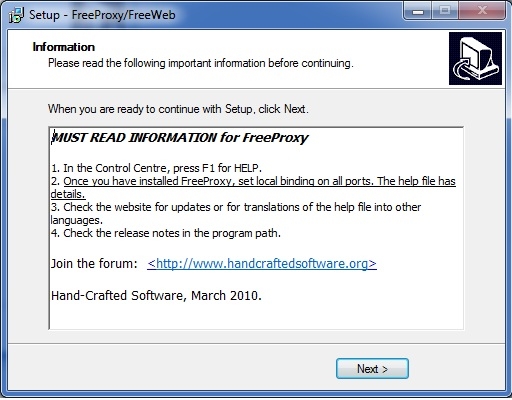 Setup - FreeProxy/FreeWeb
Information
Please read the following important information before continuing.
When you are ready to continue with Setup, click Next.
MUST READ INFORMATION for FreeProxy
1. In the Control Centre, press F1 for HELP.
2. Once you have installed FreeProxy, set local binding on all ports. The help file has
details.
3. Check the website for updates or for translations of the help file into other
languages.
4. Check the release notes in the program path.
Join the forum:  <http://www.handcraftedsoftware.org>
Hand-Crafted Software, March 2010.
Next >